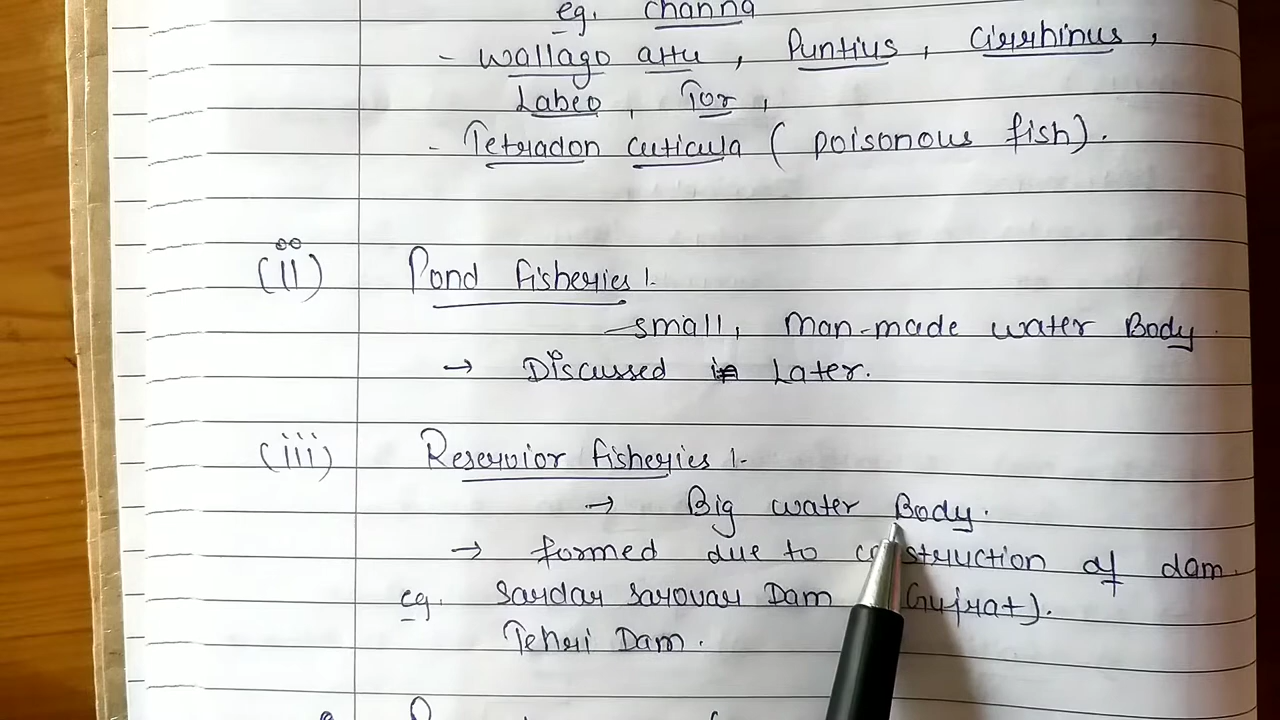 eg. channa
- Wallago attu, Puntius, Cirrhinus,
Labeo, Tor,
- Tetradon cuticula (poisonous fish).
(ii) Pond fisheries :-
- small, Man-made water Body.
→ Discussed in Later.
(iii) Reservior fisheries :-
→ Big water Body.
→ formed due to construction of dam.
eg. Sardar Sarovar Dam (Gujrat).
Tehri Dam.